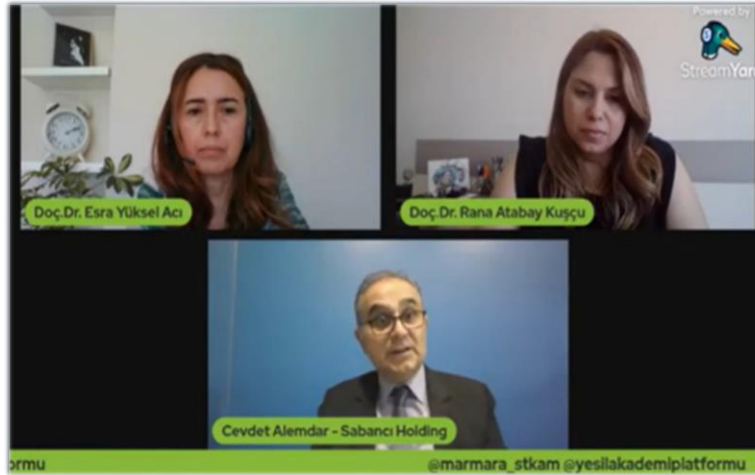 Powered by
StreamYar
Doç.Dr. Esra Yüksel Acı
Doç.Dr. Rana Atabay Kuşçu
Cevdet Alemdar - Sabancı Holding
ormu
@marmara_stkam @yesilakademiplatformu